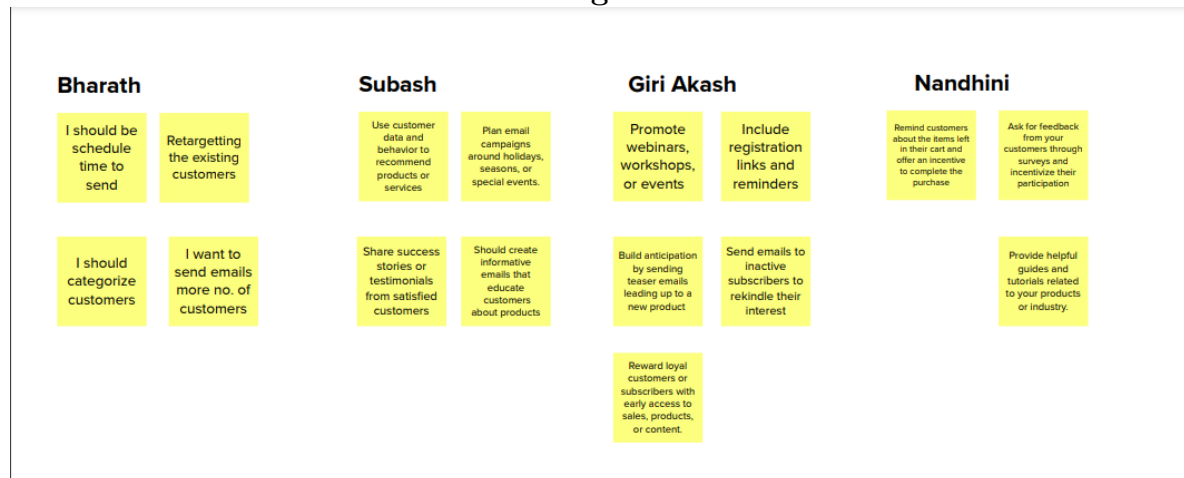 g
Bharath
I should be
schedule
time to
send
Retargetting
the existing
customers
I should
categorize
customers
I want to
send emails
more no. of
customers
Subash
Use customer
data and
behavior to
recommend
products or
services
Plan email
campaigns
around holidays,
seasons, or
special events.
Share success
stories or
testimonials
from satisfied
customers
Should create
informative
emails that
educate
customers
about products
Giri Akash
Promote
webinars,
workshops,
or events
Include
registration
links and
reminders
Build anticipation
by sending
teaser emails
leading up to a
new product
Send emails to
inactive
subscribers to
rekindle their
interest
Reward loyal
customers or
subscribers with
early access to
sales, products,
or content.
Nandhini
Remind customers
about the items left
in their cart and
offer an incentive
to complete the
purchase
Ask for feedback
from your
customers through
surveys and
incentivize their
participation
Provide helpful
guides and
tutorials related
to your products
or industry.